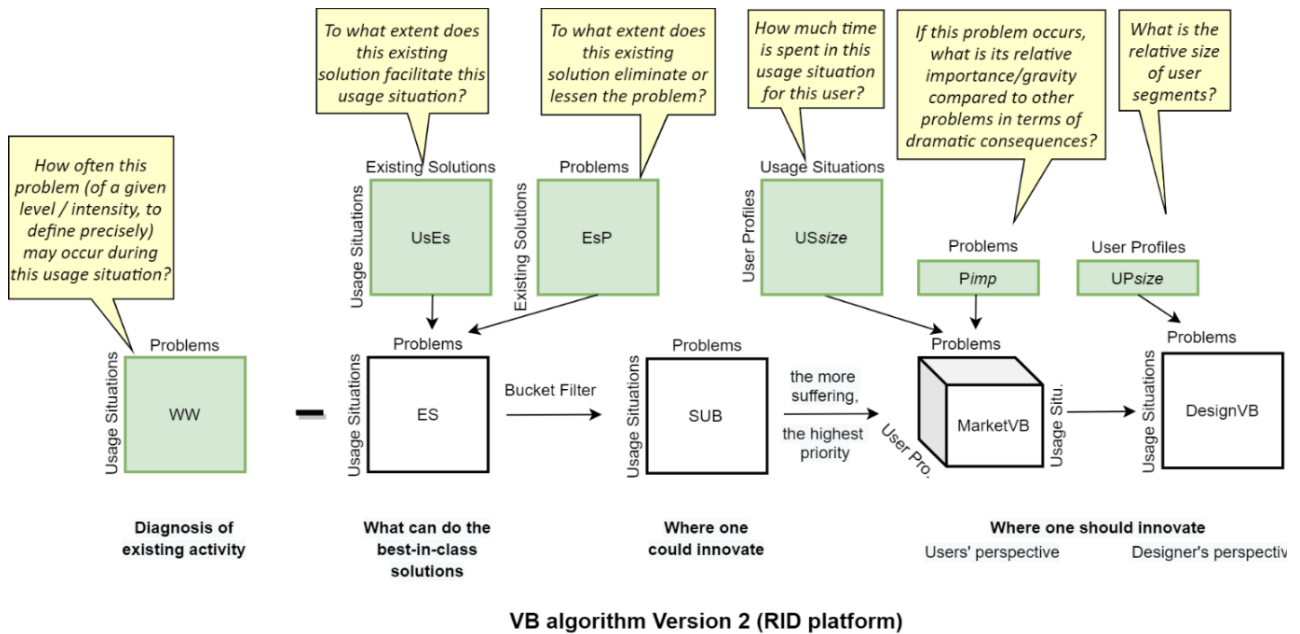 To what extent does
this existing
solution facilitate this
usage situation?
To what extent does
this existing
solution eliminate or
lessen the problem?
How much time
is spent in this
usage situation
for this user?
If this problem occurs,
what is its relative
importance/gravity
compared to other
problems in terms of
dramatic consequences?
What is the
relative size
of user
segments?
How often this
problem (of a given
level / intensity, to
define precisely)
may occur during
this usage situation?
Existing Solutions
Usage Situations
UsEs
Problems
Existing Solutions
EsP
Usage Situations
User Profiles
USsize
Problems
Pimp
User Profiles
UPsize
Problems
Usage Situations
WW
Problems
Usage Situations
ES
Bucket Filter
Problems
Usage Situations
SUB
the more
suffering,
the highest
priority
Problems
User Pro.
MarketVB
Usage Situ.
Problems
Usage Situations
DesignVB
Diagnosis of
existing activity
What can do the
best-in-class
solutions
Where one
could innovate
Where one should innovate
Users' perspective
Designer's perspectiv
VB algorithm Version 2 (RID platform)